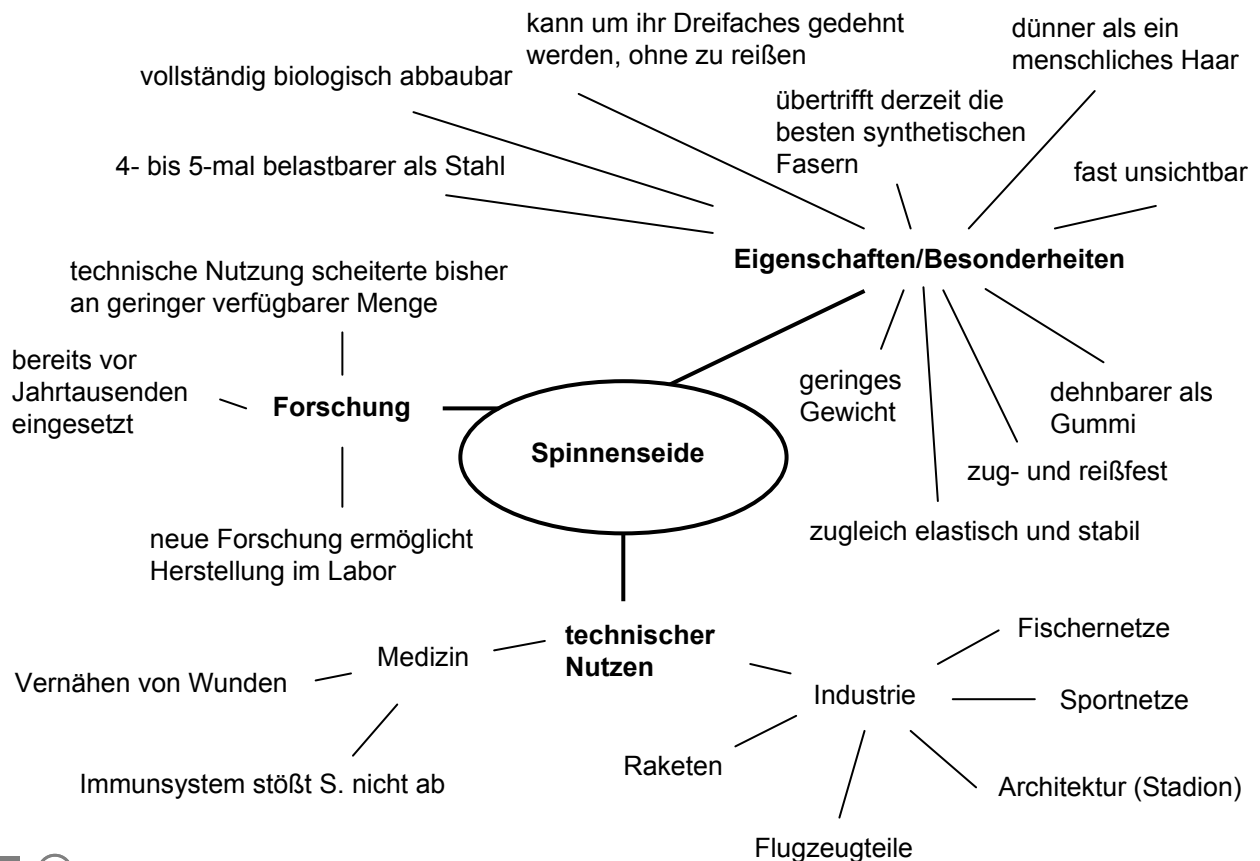 kann um ihr Dreifaches gedehnt
werden, ohne zu reißen
dünner als ein
menschliches Haar
vollständig biologisch abbaubar
übertrifft derzeit die
besten synthetischen
Fasern
4- bis 5-mal belastbarer als Stahl
fast unsichtbar
Eigenschaften/Besonderheiten
technische Nutzung scheiterte bisher
an geringer verfügbarer Menge
bereits vor
Jahrtausenden
eingesetzt
Forschung
geringes
Gewicht
dehnbarer als
Gummi
Spinnenseide
zug- und reißfest
zugleich elastisch und stabil
neue Forschung ermöglicht
Herstellung im Labor
technischer
Nutzen
Medizin
Vernähen von Wunden
Immunsystem stößt S. nicht ab
Industrie
Fischernetze
Sportnetze
Raketen
Architektur (Stadion)
Flugzeugteile